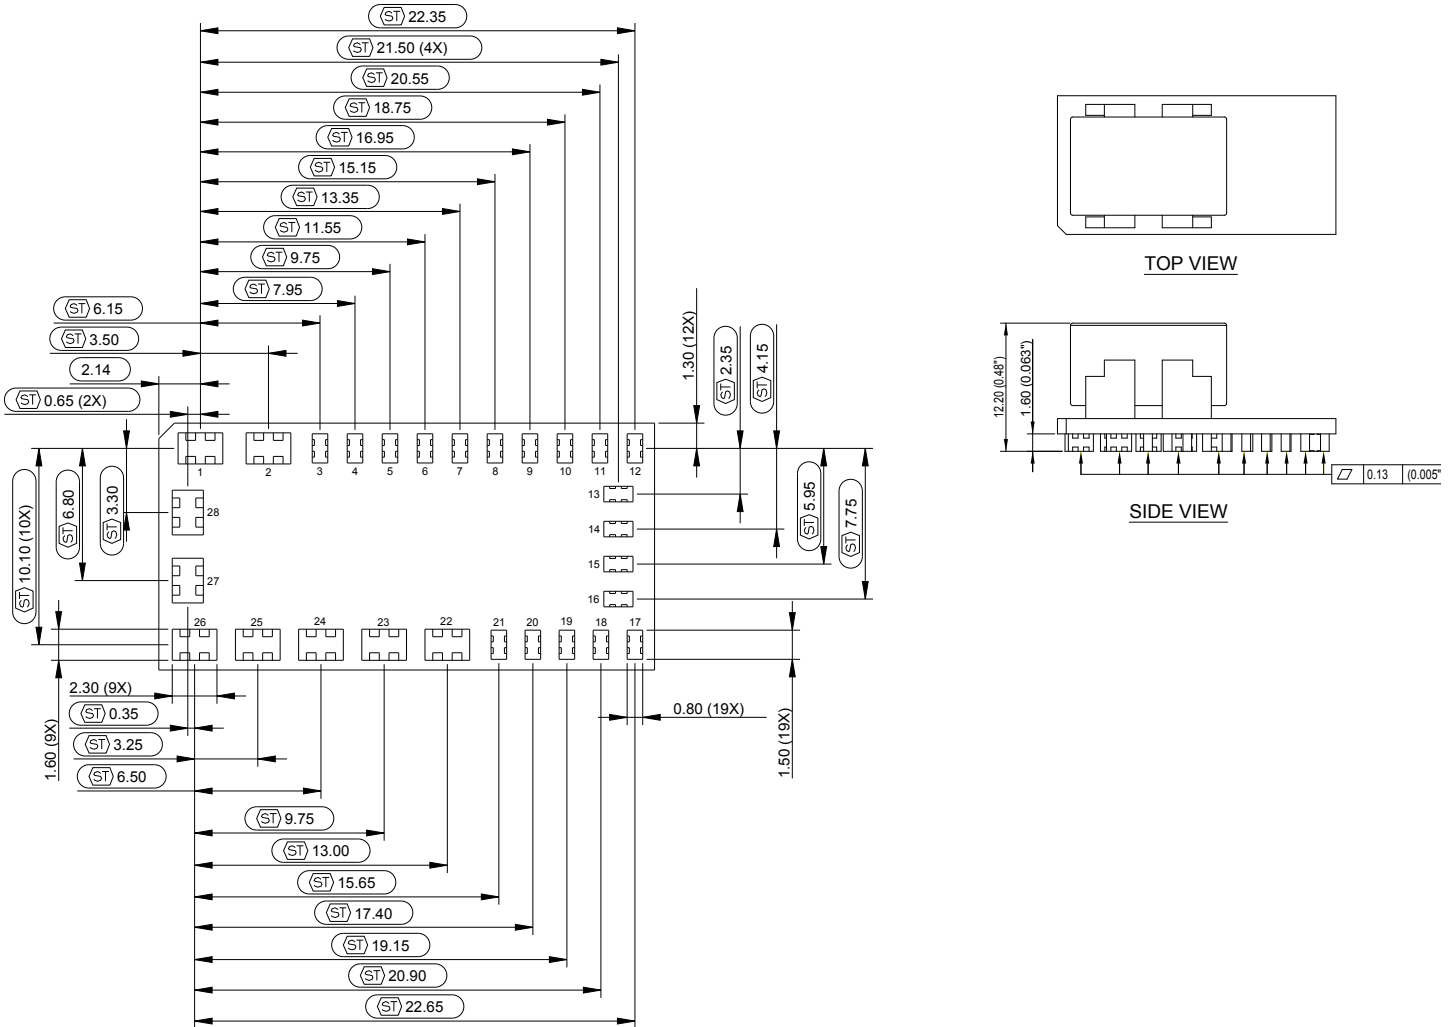 ST 22.35
ST 21.50 (4X)
ST 20.55
ST 18.75
ST 16.95
ST 15.15
ST 13.35
ST 11.55
ST 9.75
ST 7.95
ST 6.15
ST 3.50
2.14
ST 0.65 (2X)
1.30 (12X)
ST 2.35
ST 4.15
1 2 3 4 5 6 7 8 9 10 11 12
13
14
15
16
28
27
ST 10.10 (10X)
ST 6.80
ST 3.30
ST 5.95
ST 7.75
26 25 24 23 22 21 20 19 18 17
1.60 (9X)
2.30 (9X)
0.80 (19X)
1.50 (19X)
ST 0.35
ST 3.25
ST 6.50
ST 9.75
ST 13.00
ST 15.65
ST 17.40
ST 19.15
ST 20.90
ST 22.65
TOP VIEW
12.20 (0.48")
1.60 (0.063")
0.13 (0.005"
SIDE VIEW